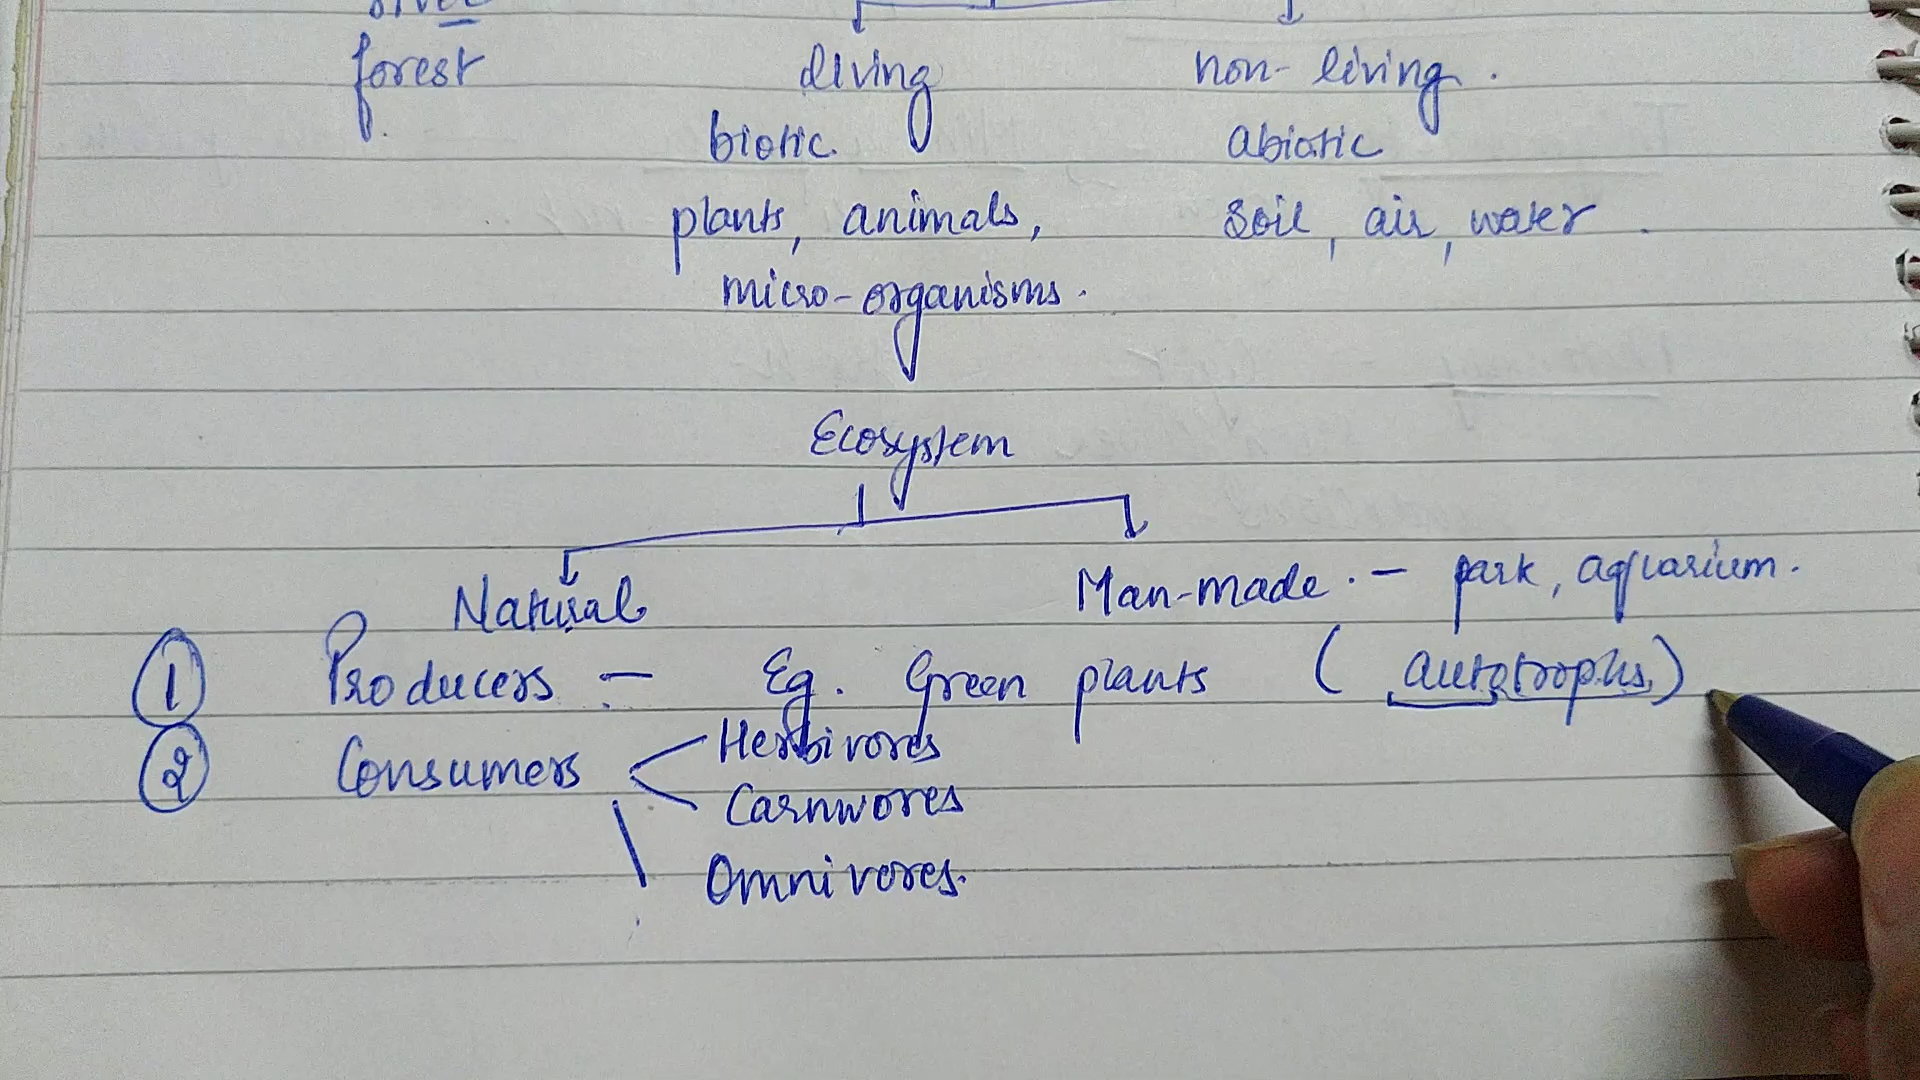 forest living non-living.
biotic. abiotic
plants, animals, soil, air, water.
micro-organisms.
Ecosystem
Natural Man-made. - park, aquarium.
① Producers - Eg. Green plants (autotrophs.)
② Consumers Herbivores
Carnivores
Omnivores.